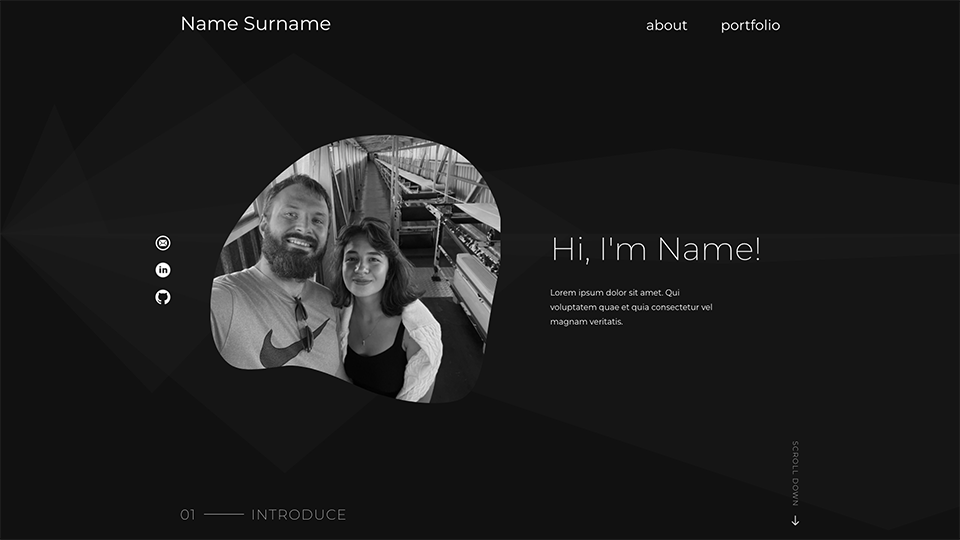 Name Surname
about
portfolio
in
Hi, I'm Name!
Lorem ipsum dolor sit amet. Qui
voluptatem quae et quia consectetur vel
magnam veritatis.
SCROLL DOWN
01 INTRODUCE